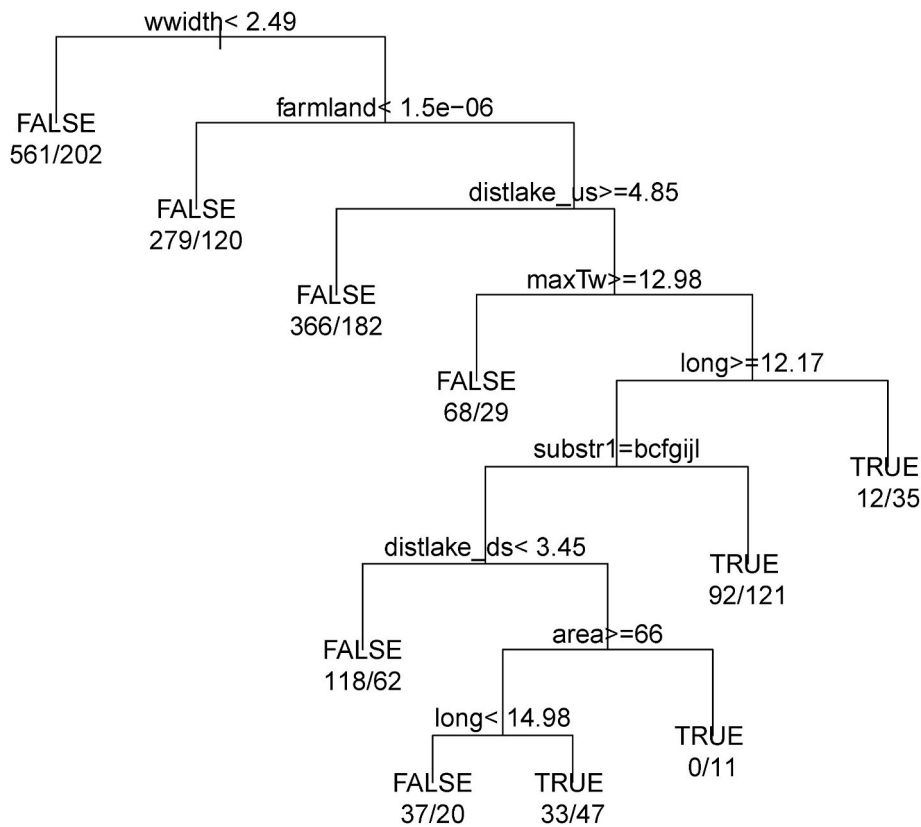 wwidth< 2.49
farmland< 1.5e−06
FALSE
561/202
distlake_us>=4.85
FALSE
279/120
maxTw>=12.98
FALSE
366/182
long>=12.17
FALSE
68/29
substr1=bcfgijl
TRUE
12/35
distlake_ds< 3.45
TRUE
92/121
area>=66
FALSE
118/62
long< 14.98
TRUE
0/11
FALSE
37/20
TRUE
33/47